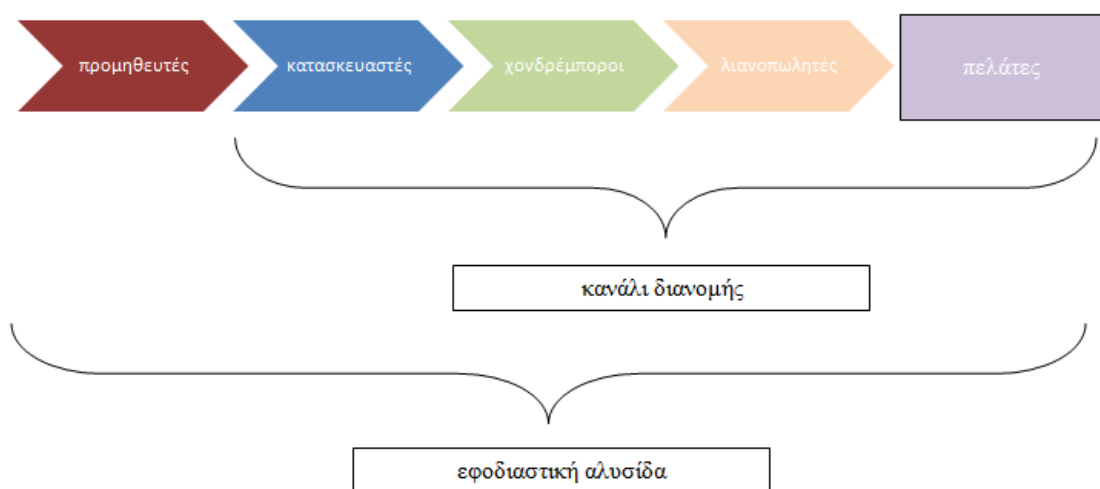 προμηθευτές
κατασκευαστές
χονδρέμποροι
λιανοπωλητές
πελάτες
κανάλι διανομής
εφοδιαστική αλυσίδα